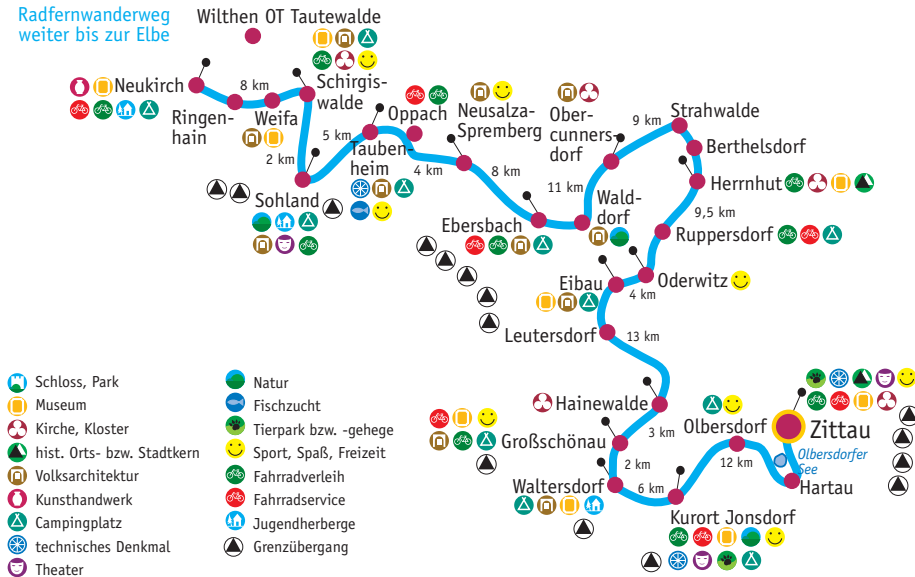 Radfernwanderweg
weiter bis zur Elbe
Wilthen OT Tautewalde
Neukirch
8 km
Schirgis-
walde
Ringen-
hain
Weifa
2 km
Sohland
5 km
Tauben-
heim
Oppach
4 km
Neusalza-
Spremberg
8 km
Ebersbach
Ober-
cunners-
dorf
11 km
Wald-
dorf
9 km
Strahwalde
Berthelsdorf
Herrnhut
9,5 km
Ruppersdorf
Oderwitz
4 km
Eibau
Leutersdorf
13 km
Hainewalde
3 km
Großschönau
2 km
Waltersdorf
6 km
Kurort Jonsdorf
Olbersdorf
12 km
Zittau
Olbersdorfer
See
Hartau
Schloss, Park
Museum
Kirche, Kloster
hist. Orts- bzw. Stadtkern
Volksarchitektur
Kunsthandwerk
Campingplatz
technisches Denkmal
Theater
Natur
Fischzucht
Tierpark bzw. -gehege
Sport, Spaß, Freizeit
Fahrradverleih
Fahrradservice
Jugendherberge
Grenzübergang